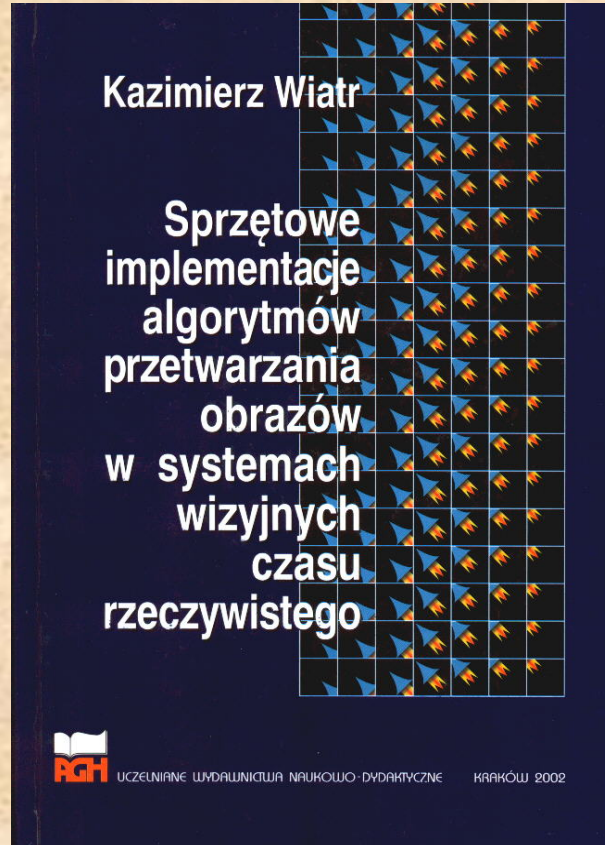 Kazimierz Wiatr
Sprzętowe
implementacje
algorytmów
przetwarzania
obrazów
w systemach
wizyjnych
czasu
rzeczywistego
AGH UCZELNIANE WYDAWNICTWA NAUKOWO-DYDAKTYCZNE KRAKÓW 2002